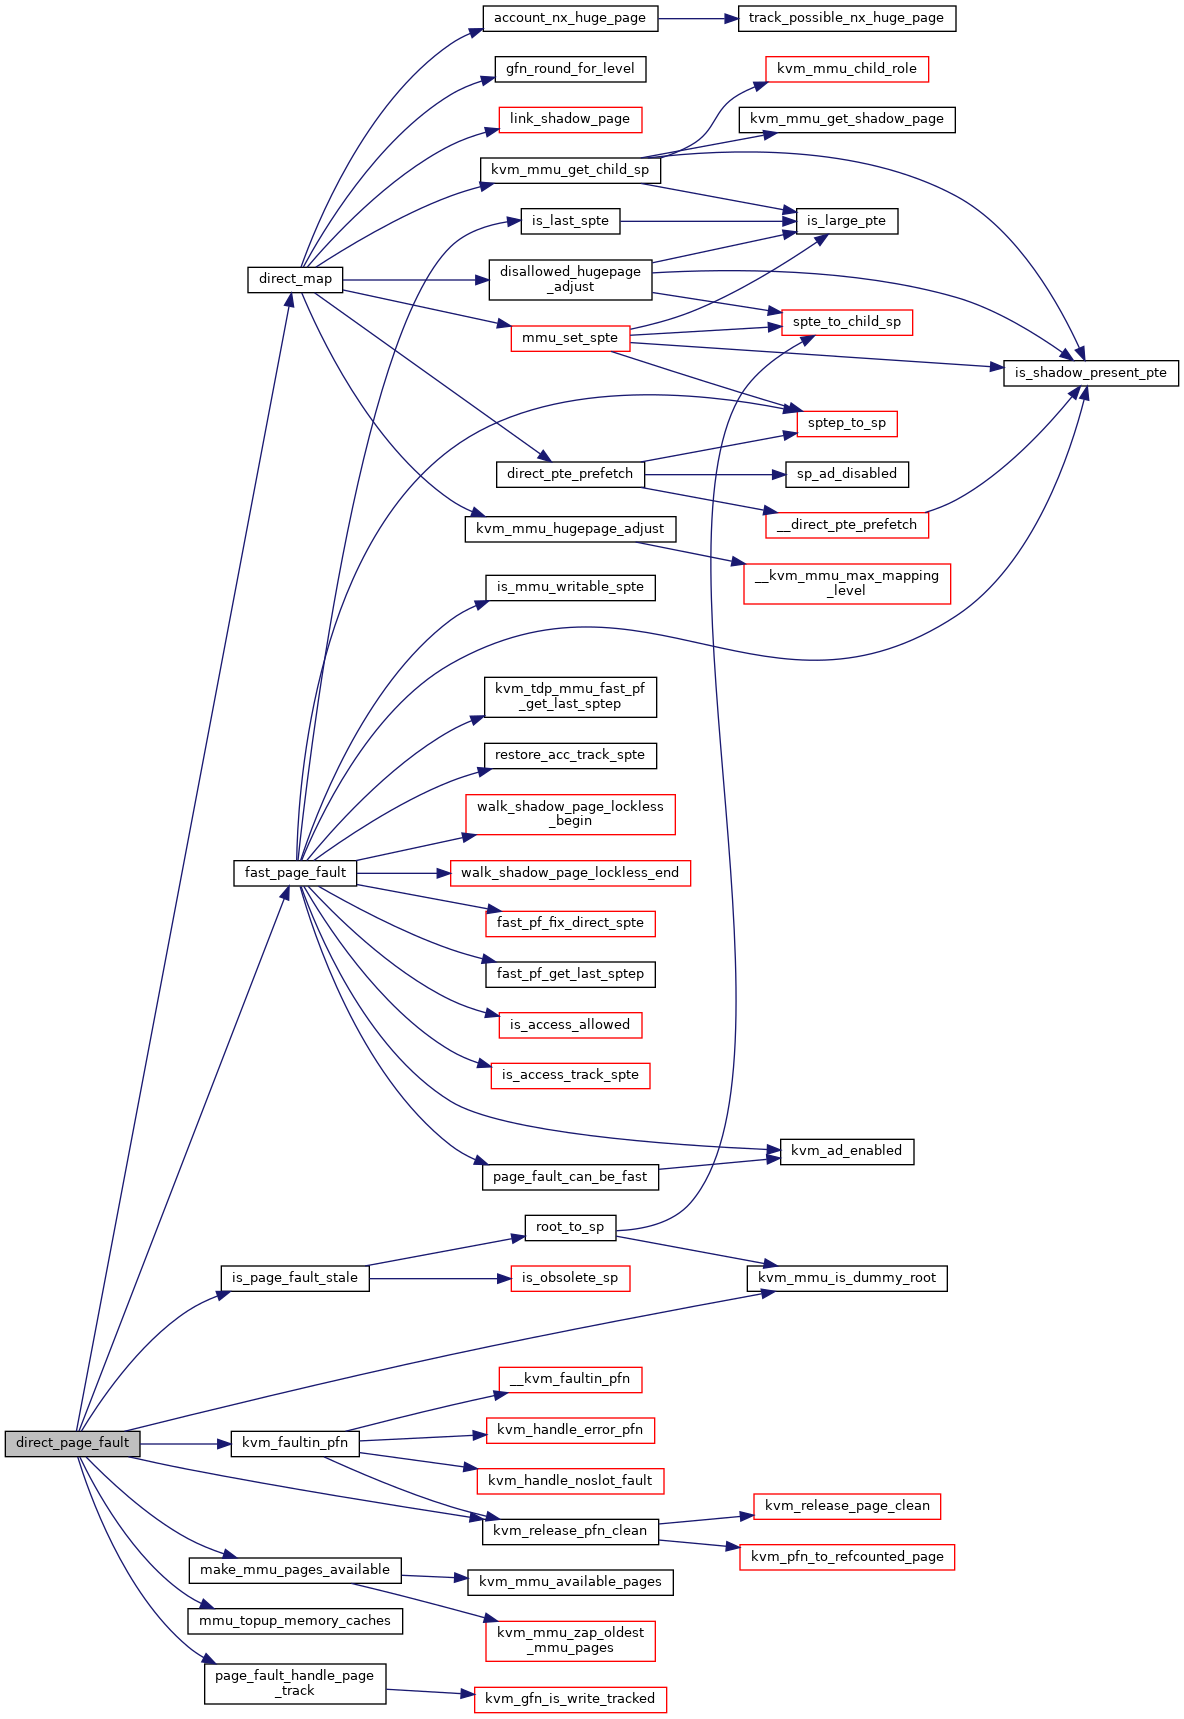 account_nx_huge_page
track_possible_nx_huge_page
gfn_round_for_level
kvm_mmu_child_role
link_shadow_page
kvm_mmu_get_shadow_page
kvm_mmu_get_child_sp
is_last_spte
is_large_pte
direct_map
disallowed_hugepage
_adjust
mmu_set_spte
spte_to_child_sp
is_shadow_present_pte
sptep_to_sp
direct_pte_prefetch
sp_ad_disabled
kvm_mmu_hugepage_adjust
__direct_pte_prefetch
__kvm_mmu_max_mapping
_level
is_mmu_writable_spte
kvm_tdp_mmu_fast_pf
_get_last_sptep
restore_acc_track_spte
walk_shadow_page_lockless
_begin
fast_page_fault
walk_shadow_page_lockless_end
fast_pf_fix_direct_spte
fast_pf_get_last_sptep
is_access_allowed
is_access_track_spte
kvm_ad_enabled
page_fault_can_be_fast
root_to_sp
is_page_fault_stale
is_obsolete_sp
kvm_mmu_is_dummy_root
__kvm_faultin_pfn
direct_page_fault
kvm_faultin_pfn
kvm_handle_error_pfn
kvm_handle_noslot_fault
kvm_release_page_clean
kvm_release_pfn_clean
kvm_pfn_to_refcounted_page
make_mmu_pages_available
kvm_mmu_available_pages
mmu_topup_memory_caches
kvm_mmu_zap_oldest
_mmu_pages
page_fault_handle_page
_track
kvm_gfn_is_write_tracked